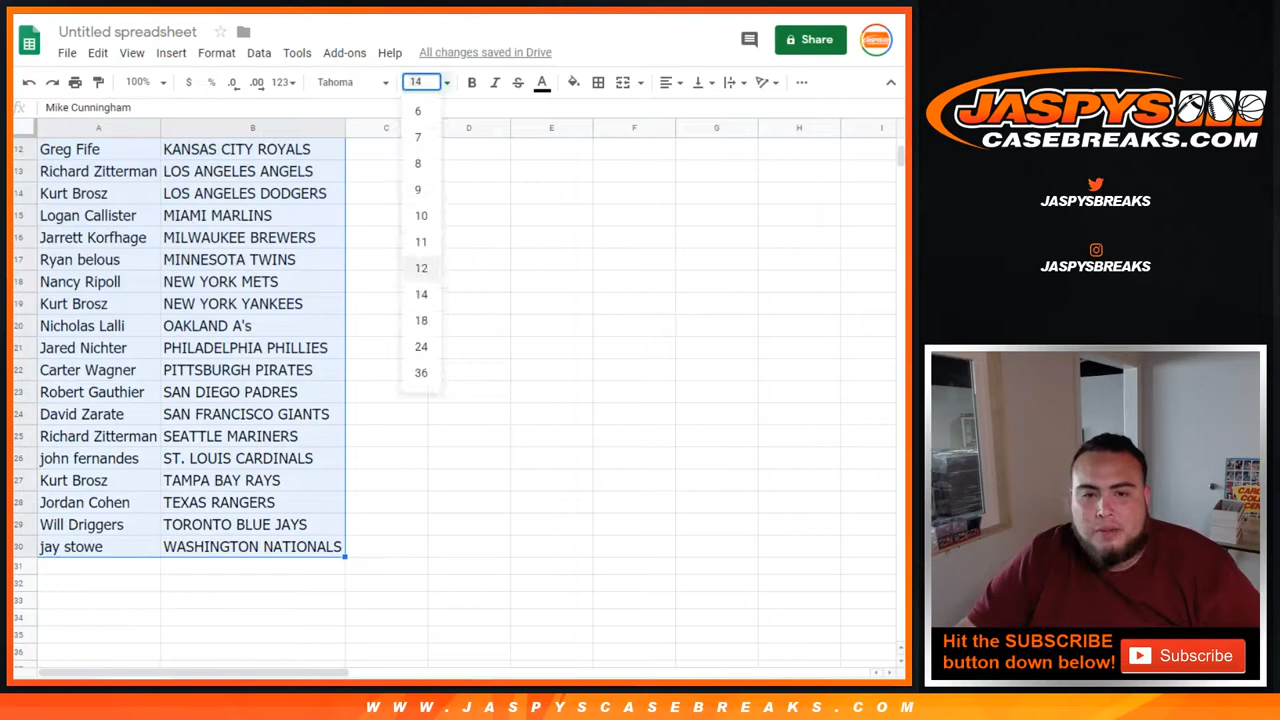 Untitled spreadsheet
File Edit View Insert Format Data Tools Add-ons Help All changes saved in Drive
Share
100% $ % .0 .00 123 Tahoma 14 B I S A
fx Mike Cunningham
A B C D E F G H I
12 Greg Fife KANSAS CITY ROYALS
13 Richard Zitterman LOS ANGELES ANGELS
14 Kurt Brosz LOS ANGELES DODGERS
15 Logan Callister MIAMI MARLINS
16 Jarrett Korfhage MILWAUKEE BREWERS
17 Ryan belous MINNESOTA TWINS
18 Nancy Ripoll NEW YORK METS
19 Kurt Brosz NEW YORK YANKEES
20 Nicholas Lalli OAKLAND A's
21 Jared Nichter PHILADELPHIA PHILLIES
22 Carter Wagner PITTSBURGH PIRATES
23 Robert Gauthier SAN DIEGO PADRES
24 David Zarate SAN FRANCISCO GIANTS
25 Richard Zitterman SEATTLE MARINERS
26 john fernandes ST. LOUIS CARDINALS
27 Kurt Brosz TAMPA BAY RAYS
28 Jordan Cohen TEXAS RANGERS
29 Will Driggers TORONTO BLUE JAYS
30 jay stowe WASHINGTON NATIONALS
31
32
33
34
35
36
6
7
8
9
10
11
12
14
18
24
36
JASPYS
CASEBREAKS.COM
JASPYSBREAKS
JASPYSBREAKS
Hit the SUBSCRIBE
button down below!
Subscribe
WWW.JASPYSCASEBREAKS.COM